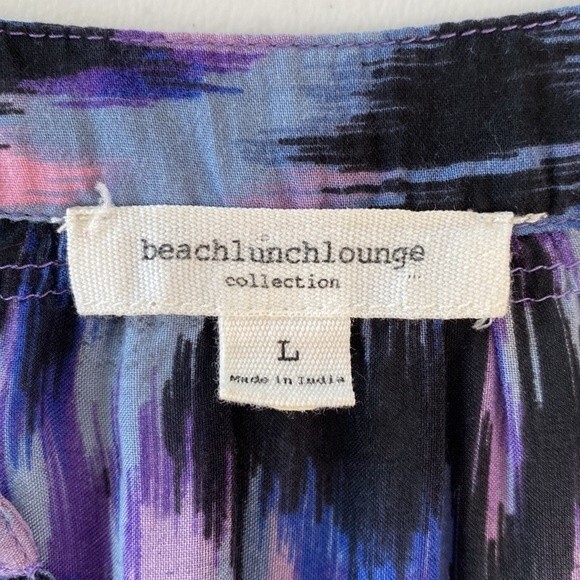 beachlunchlounge
collection
L
Made in India